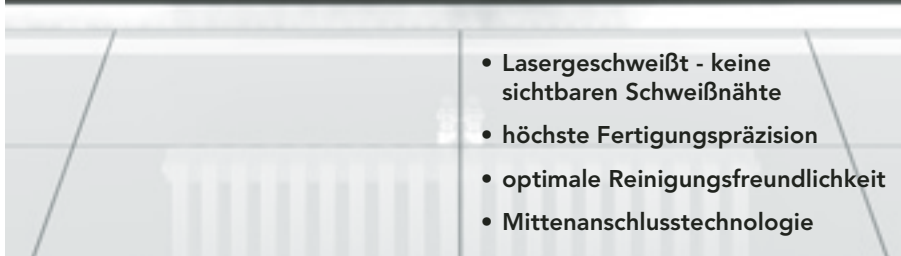 • Lasergeschweißt - keine
sichtbaren Schweißnähte
• höchste Fertigungspräzision
• optimale Reinigungsfreundlichkeit
• Mittenanschlusstechnologie